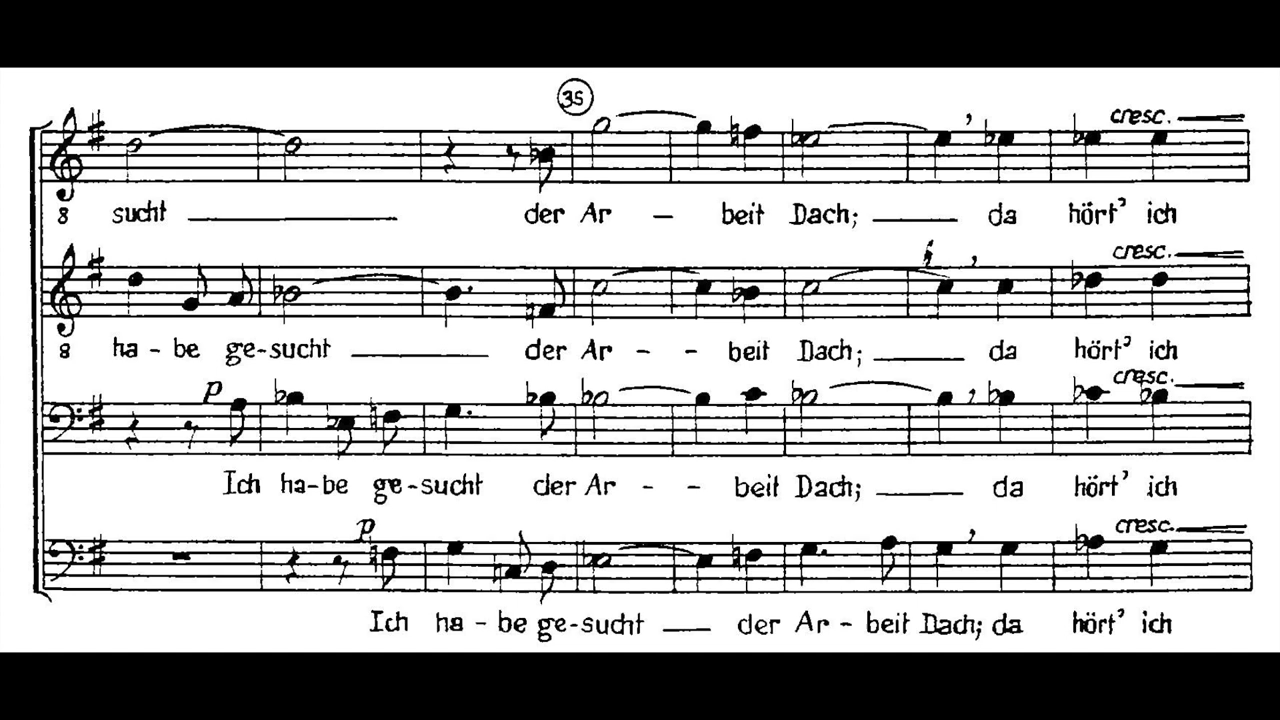 35
cresc.
8 sucht der Ar - beit Dach; da hört' ich
cresc.
8 ha - be ge-sucht der Ar - - beit Dach; da hört' ich
p cresc.
Ich ha-be ge-sucht der Ar - - beit Dach; da hört' ich
p cresc.
Ich ha - be ge-sucht der Ar - beit Dach; da hört' ich